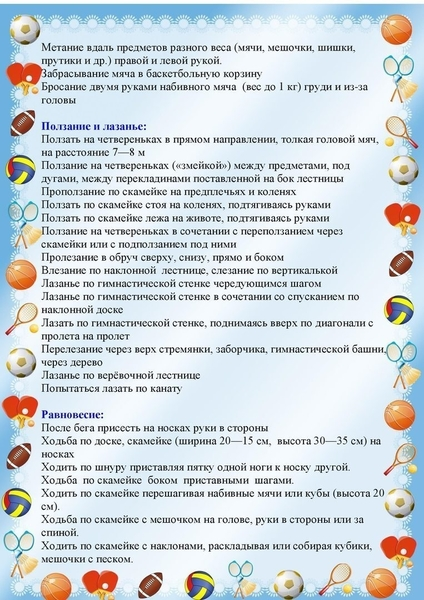 Метание вдаль предметов разного веса (мячи, мешочки, шишки,
прутики и др.) правой и левой рукой.
Забрасывание мяча в баскетбольную корзину
Бросание двумя руками набивного мяча  (вес до 1 кг) груди и из-за
головы
Ползание и лазанье:
Ползать на четвереньках в прямом направлении, толкая головой мяч,
на расстояние 7—8 м
Ползание на четвереньках («змейкой») между предметами, под
дугами, между перекладинами поставленной на бок лестницы
Проползание по скамейке на предплечьях и коленях
Ползать по скамейке стоя на коленях, подтягиваясь руками
Ползать по скамейке лежа на животе, подтягиваясь руками
Ползание на четвереньках в сочетании с переползанием через
скамейки или с подползанием под ними
Пролезание в обруч сверху, снизу, прямо и боком
Влезание по наклонной  лестнице, слезание по вертикалькой
Лазанье по гимнастической стенке чередующимся шагом
Лазанье по гимнастической стенке в сочетании со спусканием по
наклонной доске
Лазать по гимнастической стенке, поднимаясь вверх по диагонали с
пролета на пролет
Перелезание через верх стремянки, заборчика, гимнастической башни,
через дерево
Лазанье по верёвочной лестнице
Попытаться лазать по канату
Равновесие:
После бега присесть на носках руки в стороны
Ходьба по доске, скамейке (ширина 20—15 см,  высота 30—35 см) на
носках
Ходить по шнуру приставляя пятку одной ноги к носку другой.
Ходьба  по скамейке  боком  приставными  шагами.
Ходить по скамейке перешагивая набивные мячи или кубы (высота 20
см).
Ходьба по скамейке с мешочком на голове, руки в стороны или за
спиной.
Ходить по скамейке с наклонами, раскладывая или собирая кубики,
мешочки с песком.